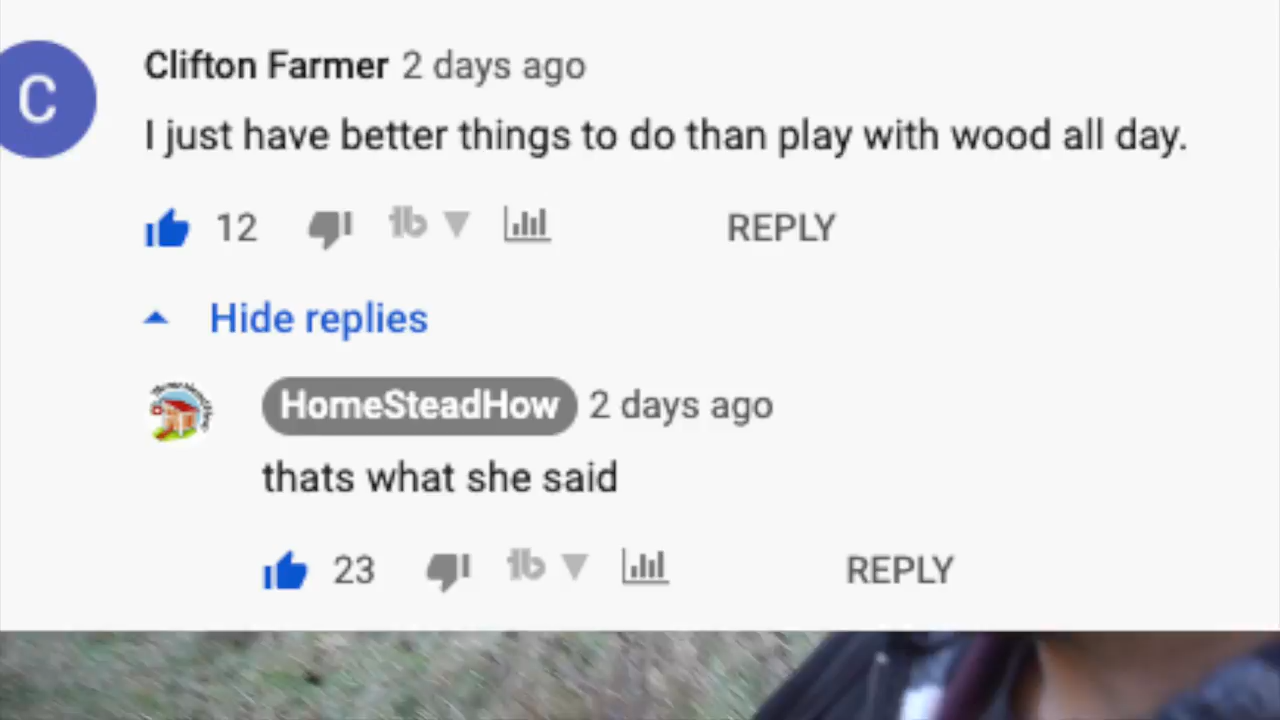 C
Clifton Farmer 2 days ago
I just have better things to do than play with wood all day.
12 REPLY
Hide replies
HomeSteadHow 2 days ago
thats what she said
23 REPLY